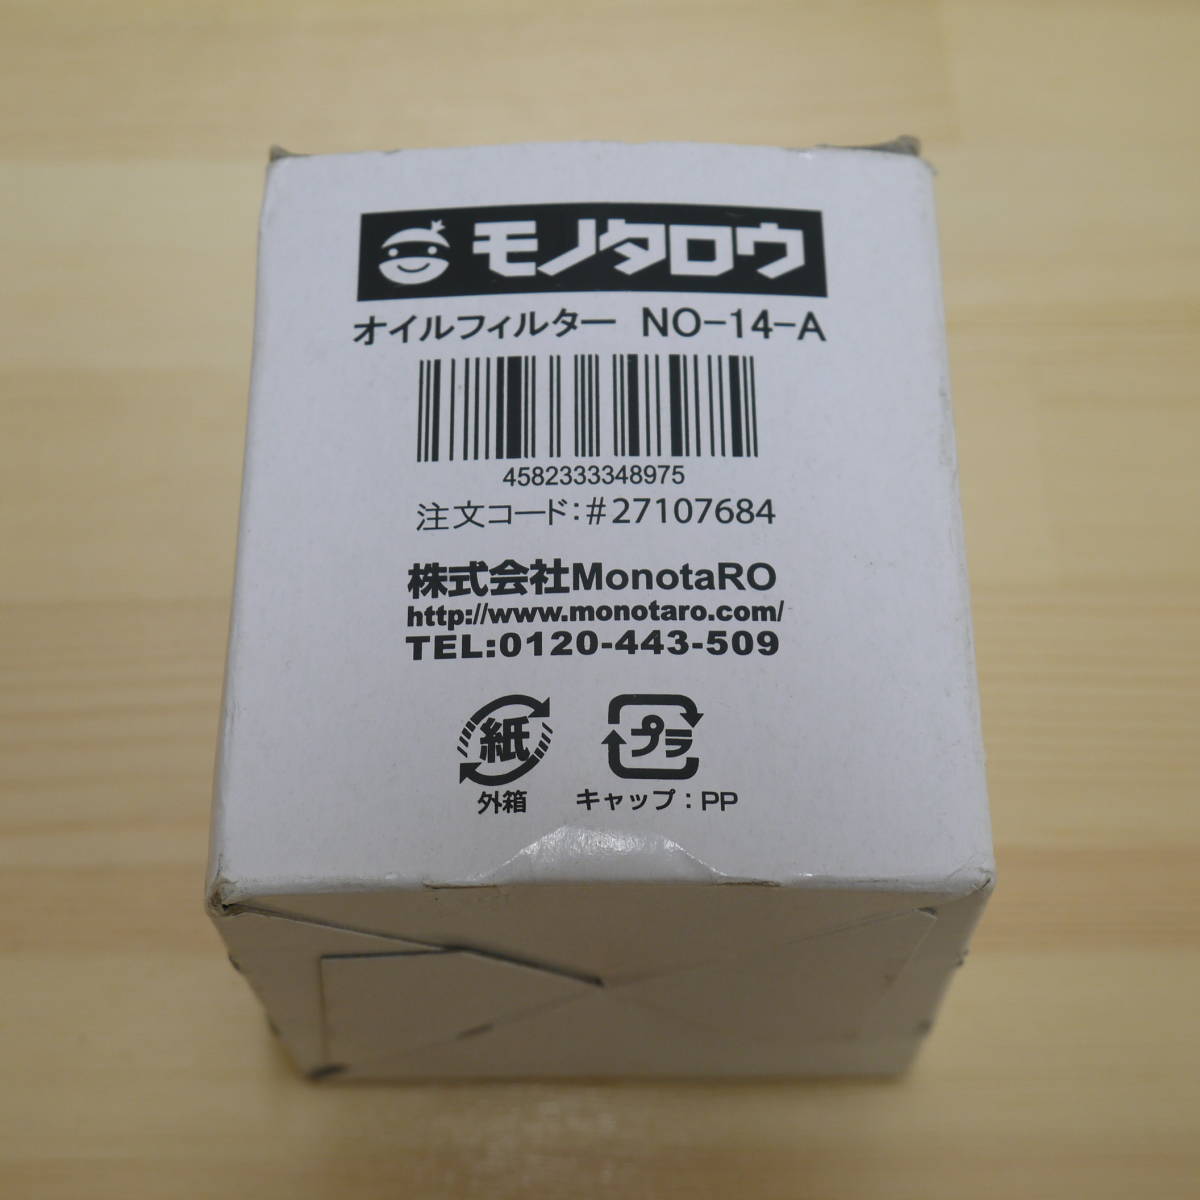 モノタロウ
オイルフィルター NO-14-A
4582333348975
注文コード:#27107684
株式会社MonotaRO
http://www.monotaro.com/
TEL:0120-443-509
紙 プラ
外箱 キャップ:PP